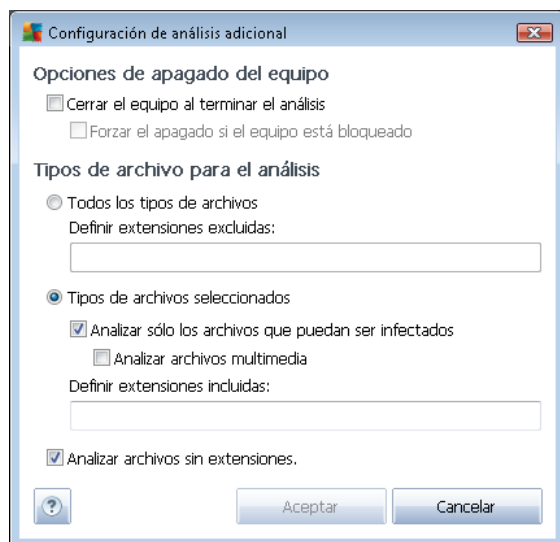 Configuración de análisis adicional
Opciones de apagado del equipo
Cerrar el equipo al terminar el análisis
Forzar el apagado si el equipo está bloqueado
Tipos de archivo para el análisis
Todos los tipos de archivos
Definir extensiones excluidas:
Tipos de archivos seleccionados
Analizar sólo los archivos que puedan ser infectados
Analizar archivos multimedia
Definir extensiones incluidas:
Analizar archivos sin extensiones.
? Aceptar Cancelar